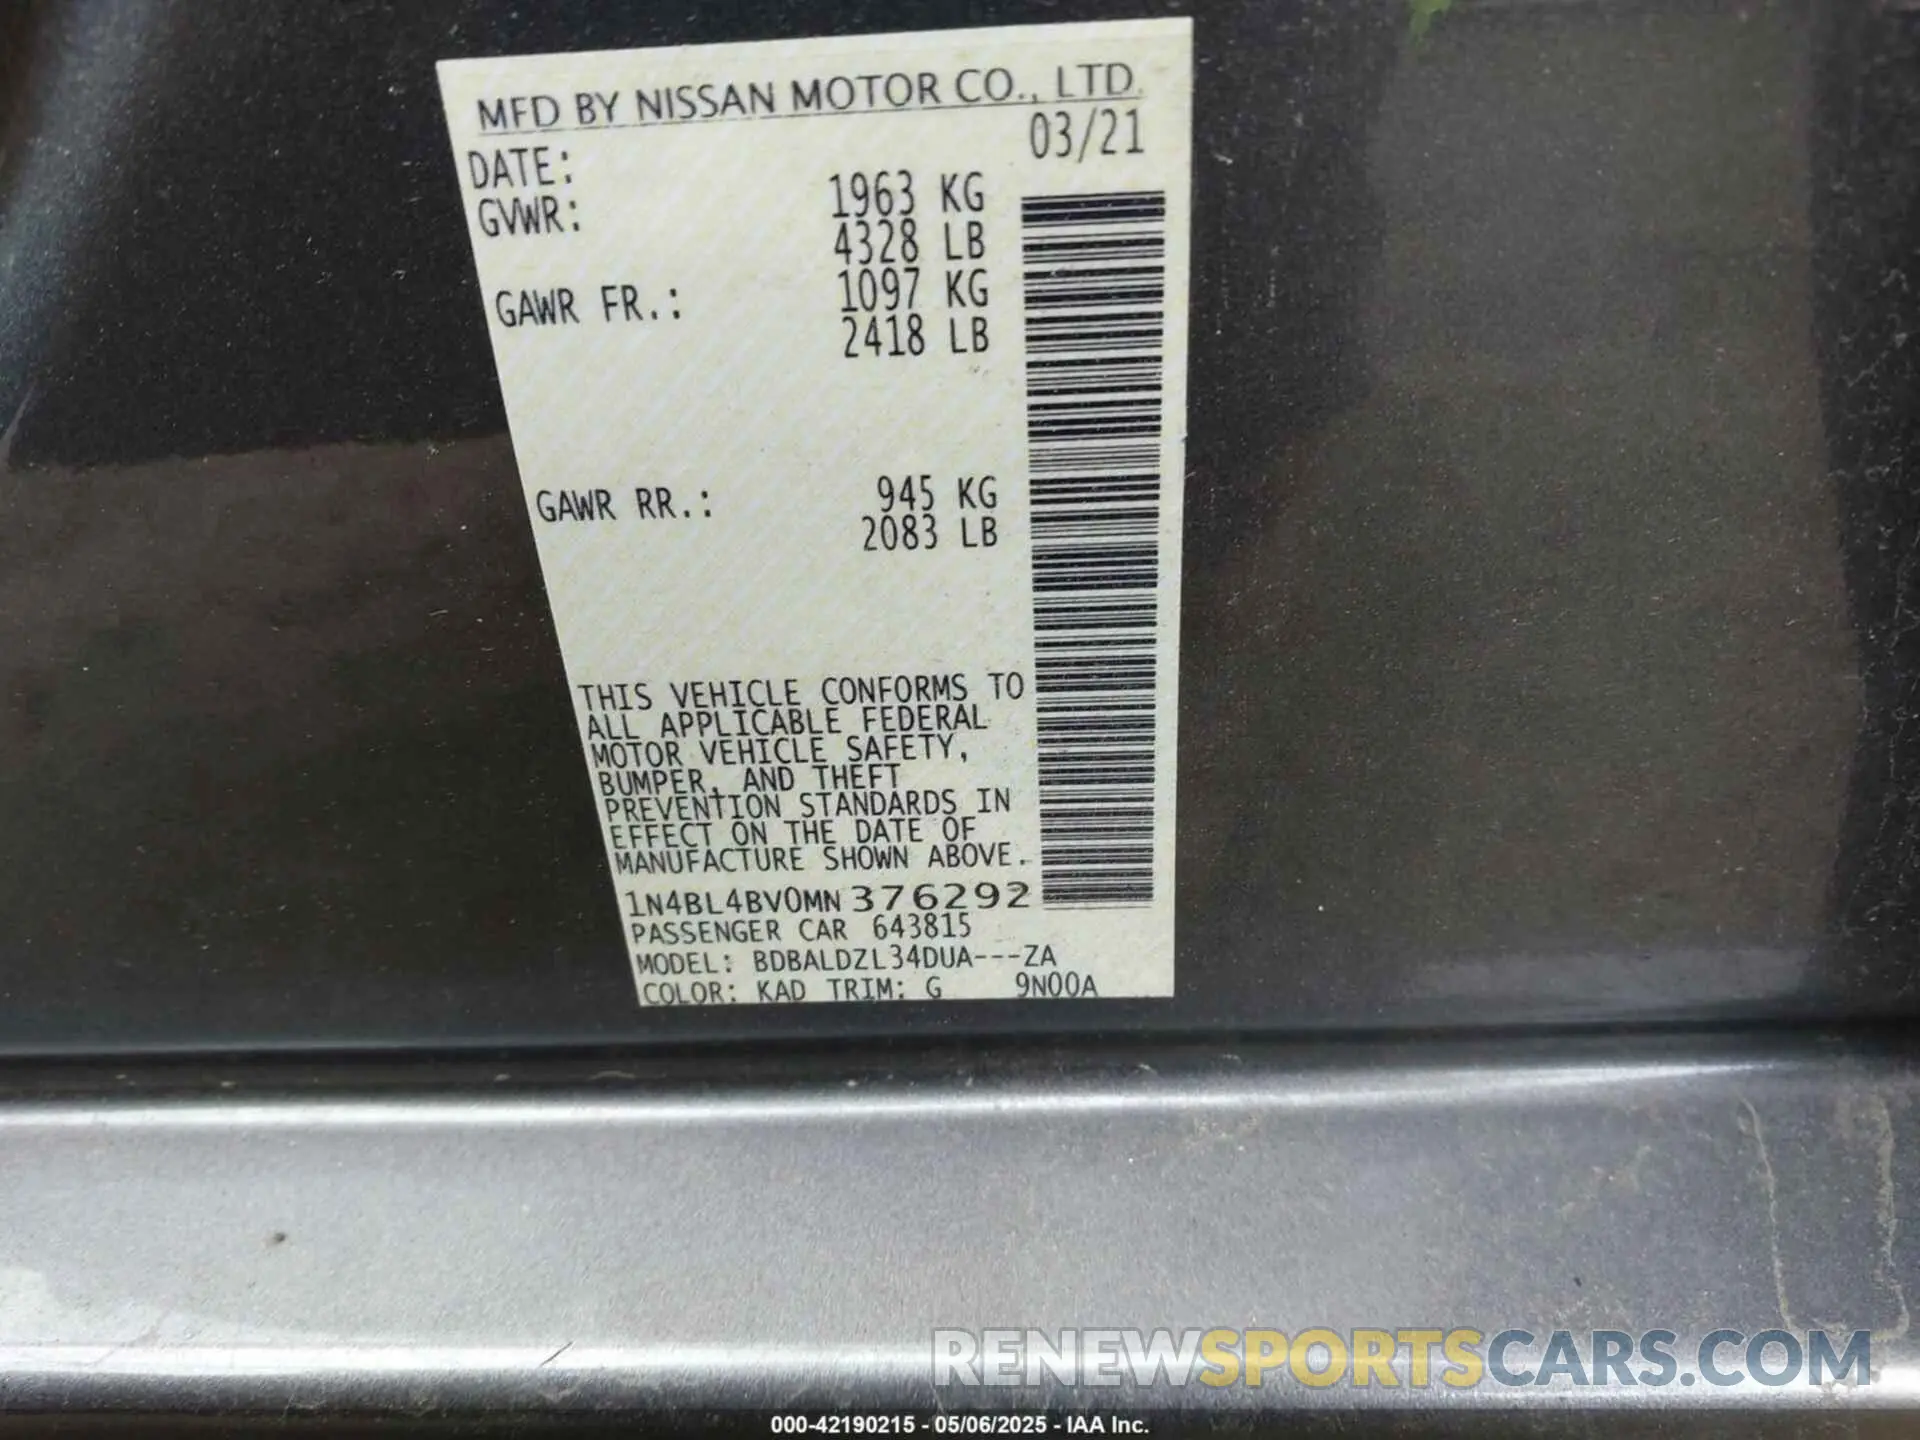 MFD BY NISSAN MOTOR CO., LTD.
DATE: 03/21
GVWR: 1963 KG
4328 LB
GAWR FR.: 1097 KG
2418 LB
GAWR RR.: 945 KG
2083 LB
THIS VEHICLE CONFORMS TO
ALL APPLICABLE FEDERAL
MOTOR VEHICLE SAFETY,
BUMPER, AND THEFT
PREVENTION STANDARDS IN
EFFECT ON THE DATE OF
MANUFACTURE SHOWN ABOVE.
1N4BL4BV0MN376292
PASSENGER CAR 643815
MODEL: BDBALDZL34DUA---ZA
COLOR: KAD TRIM: G 9N00A
RENEWSPORTSCARS.COM
000-42190215 - 05/06/2025 - IAA Inc.